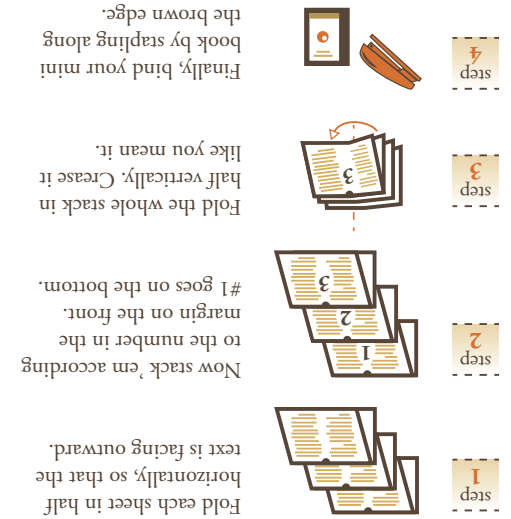 step
1
Fold each sheet in half
horizontally, so that the
text is facing outward.
step
2
Now stack ’em according
to the number in the
margin on the front.
#1 goes on the bottom.
1
2
3
step
3
Fold the whole stack in
half vertically. Crease it
like you mean it.
3
step
4
Finally, bind your mini
book by stapling along
the brown edge.